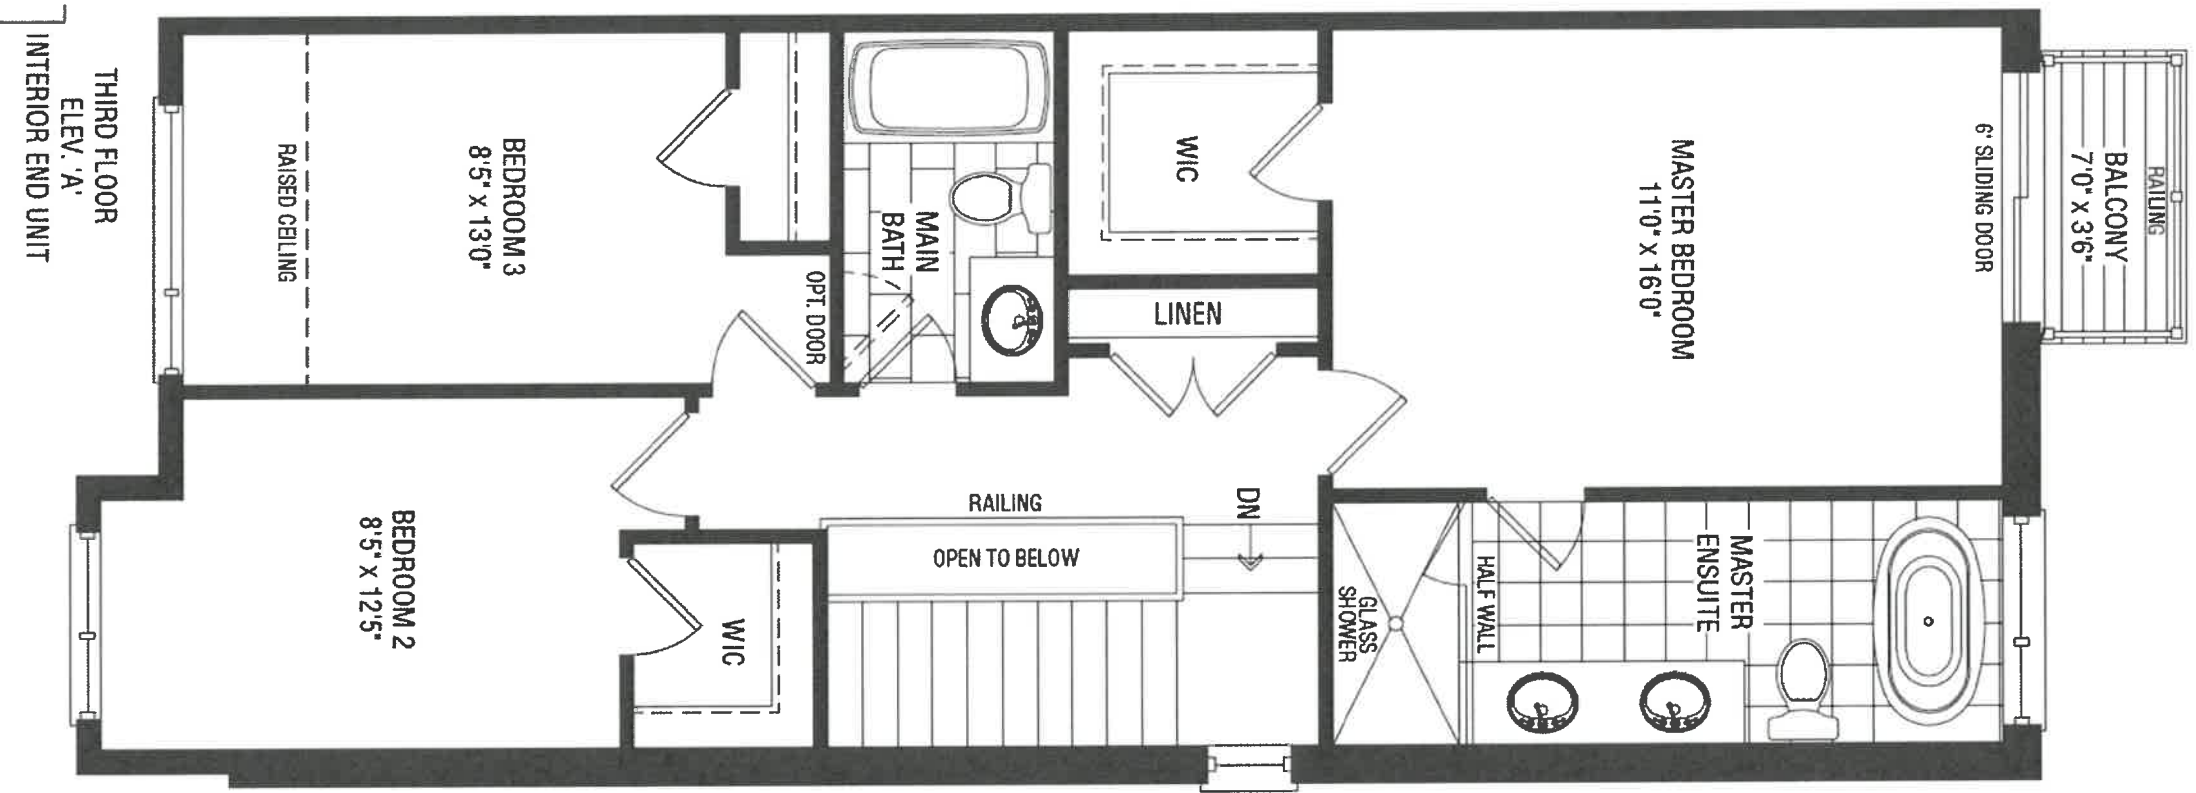 RAILING
BALCONY
7'0" x 3'6"
6' SLIDING DOOR
MASTER BEDROOM
11'0" x 16'0"
MASTER
ENSUITE
HALF WALL
GLASS
SHOWER
WIC
LINEN
DN
RAILING
OPEN TO BELOW
MAIN
BATH
OPT. DOOR
WIC
BEDROOM 3
8'5" x 13'0"
RAISED CEILING
BEDROOM 2
8'5" x 12'5"
THIRD FLOOR
ELEV. 'A'
INTERIOR END UNIT